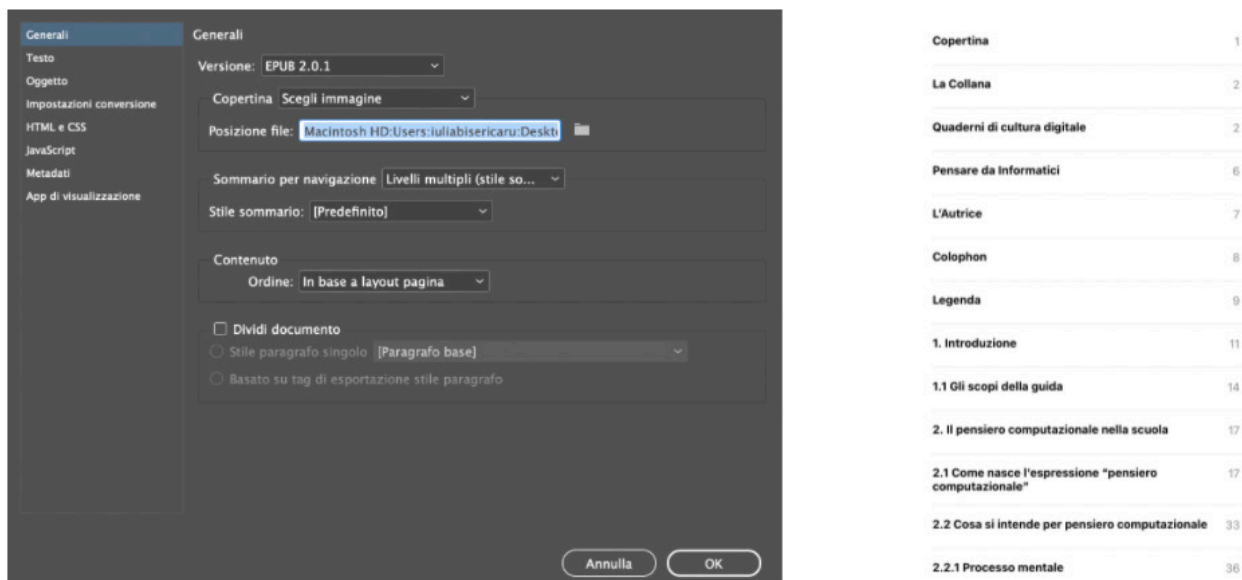 Generali
Testo
Oggetto
Impostazioni conversione
HTML e CSS
JavaScript
Metadati
App di visualizzazione
Generali
Versione: EPUB 2.0.1
Copertina Scegli immagine
Posizione file: Macintosh HD:Users:iuliabisericaru:Deskt
Sommario per navigazione Livelli multipli (stile so...
Stile sommario: [Predefinito]
Contenuto
Ordine: In base a layout pagina
Dividi documento
Stile paragrafo singolo [Paragrafo base]
Basato su tag di esportazione stile paragrafo
Annulla OK
Copertina 1
La Collana 2
Quaderni di cultura digitale 2
Pensare da Informatici 6
L'Autrice 7
Colophon 8
Legenda 9
1. Introduzione 11
1.1 Gli scopi della guida 14
2. Il pensiero computazionale nella scuola 17
2.1 Come nasce l'espressione "pensiero 17
computazionale"
2.2 Cosa si intende per pensiero computazionale 33
2.2.1 Processo mentale 36